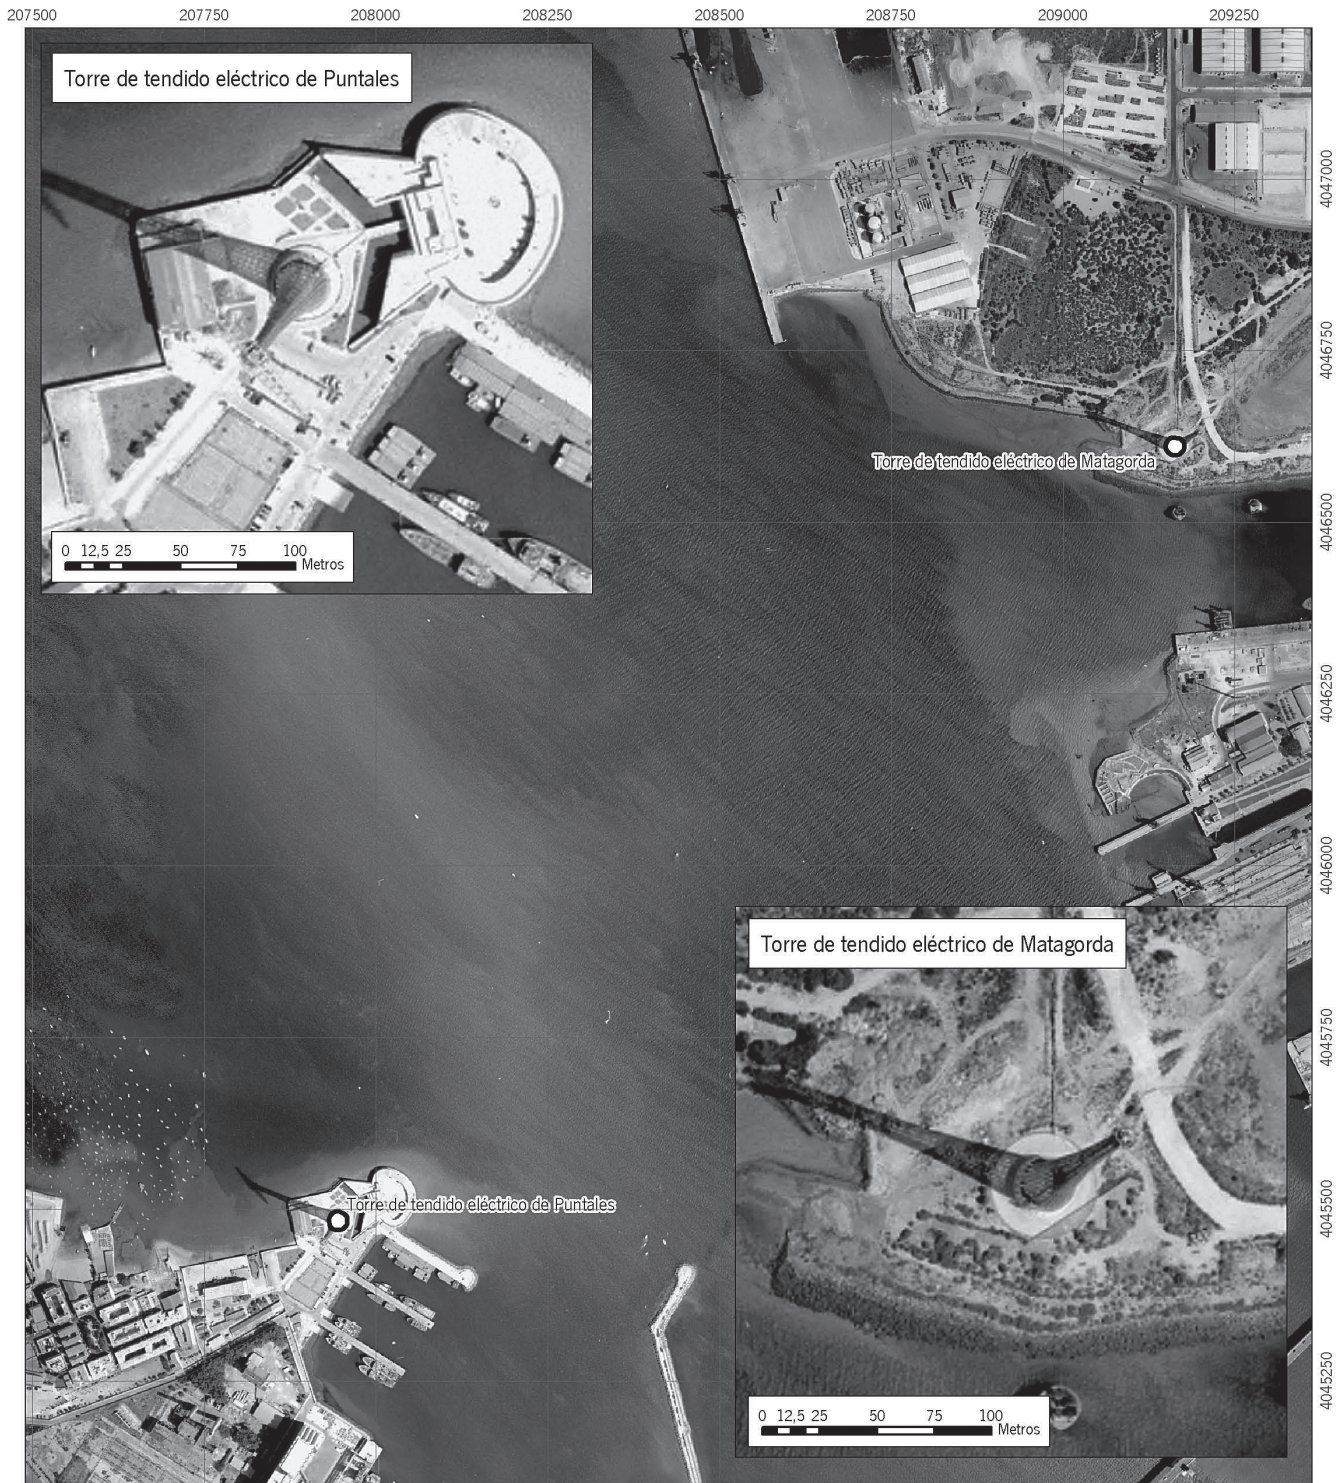 207500 207750 208000 208250 208500 208750 209000 209250
Torre de tendido eléctrico de Puntales
0 12,5 25 50 75 100
Metros
4047000
4046750
Torre de tendido eléctrico de Matagorda
4046500
4046250
4046000
Torre de tendido eléctrico de Matagorda
4045750
Torre de tendido eléctrico de Puntales
4045500
4045250
0 12,5 25 50 75 100
Metros